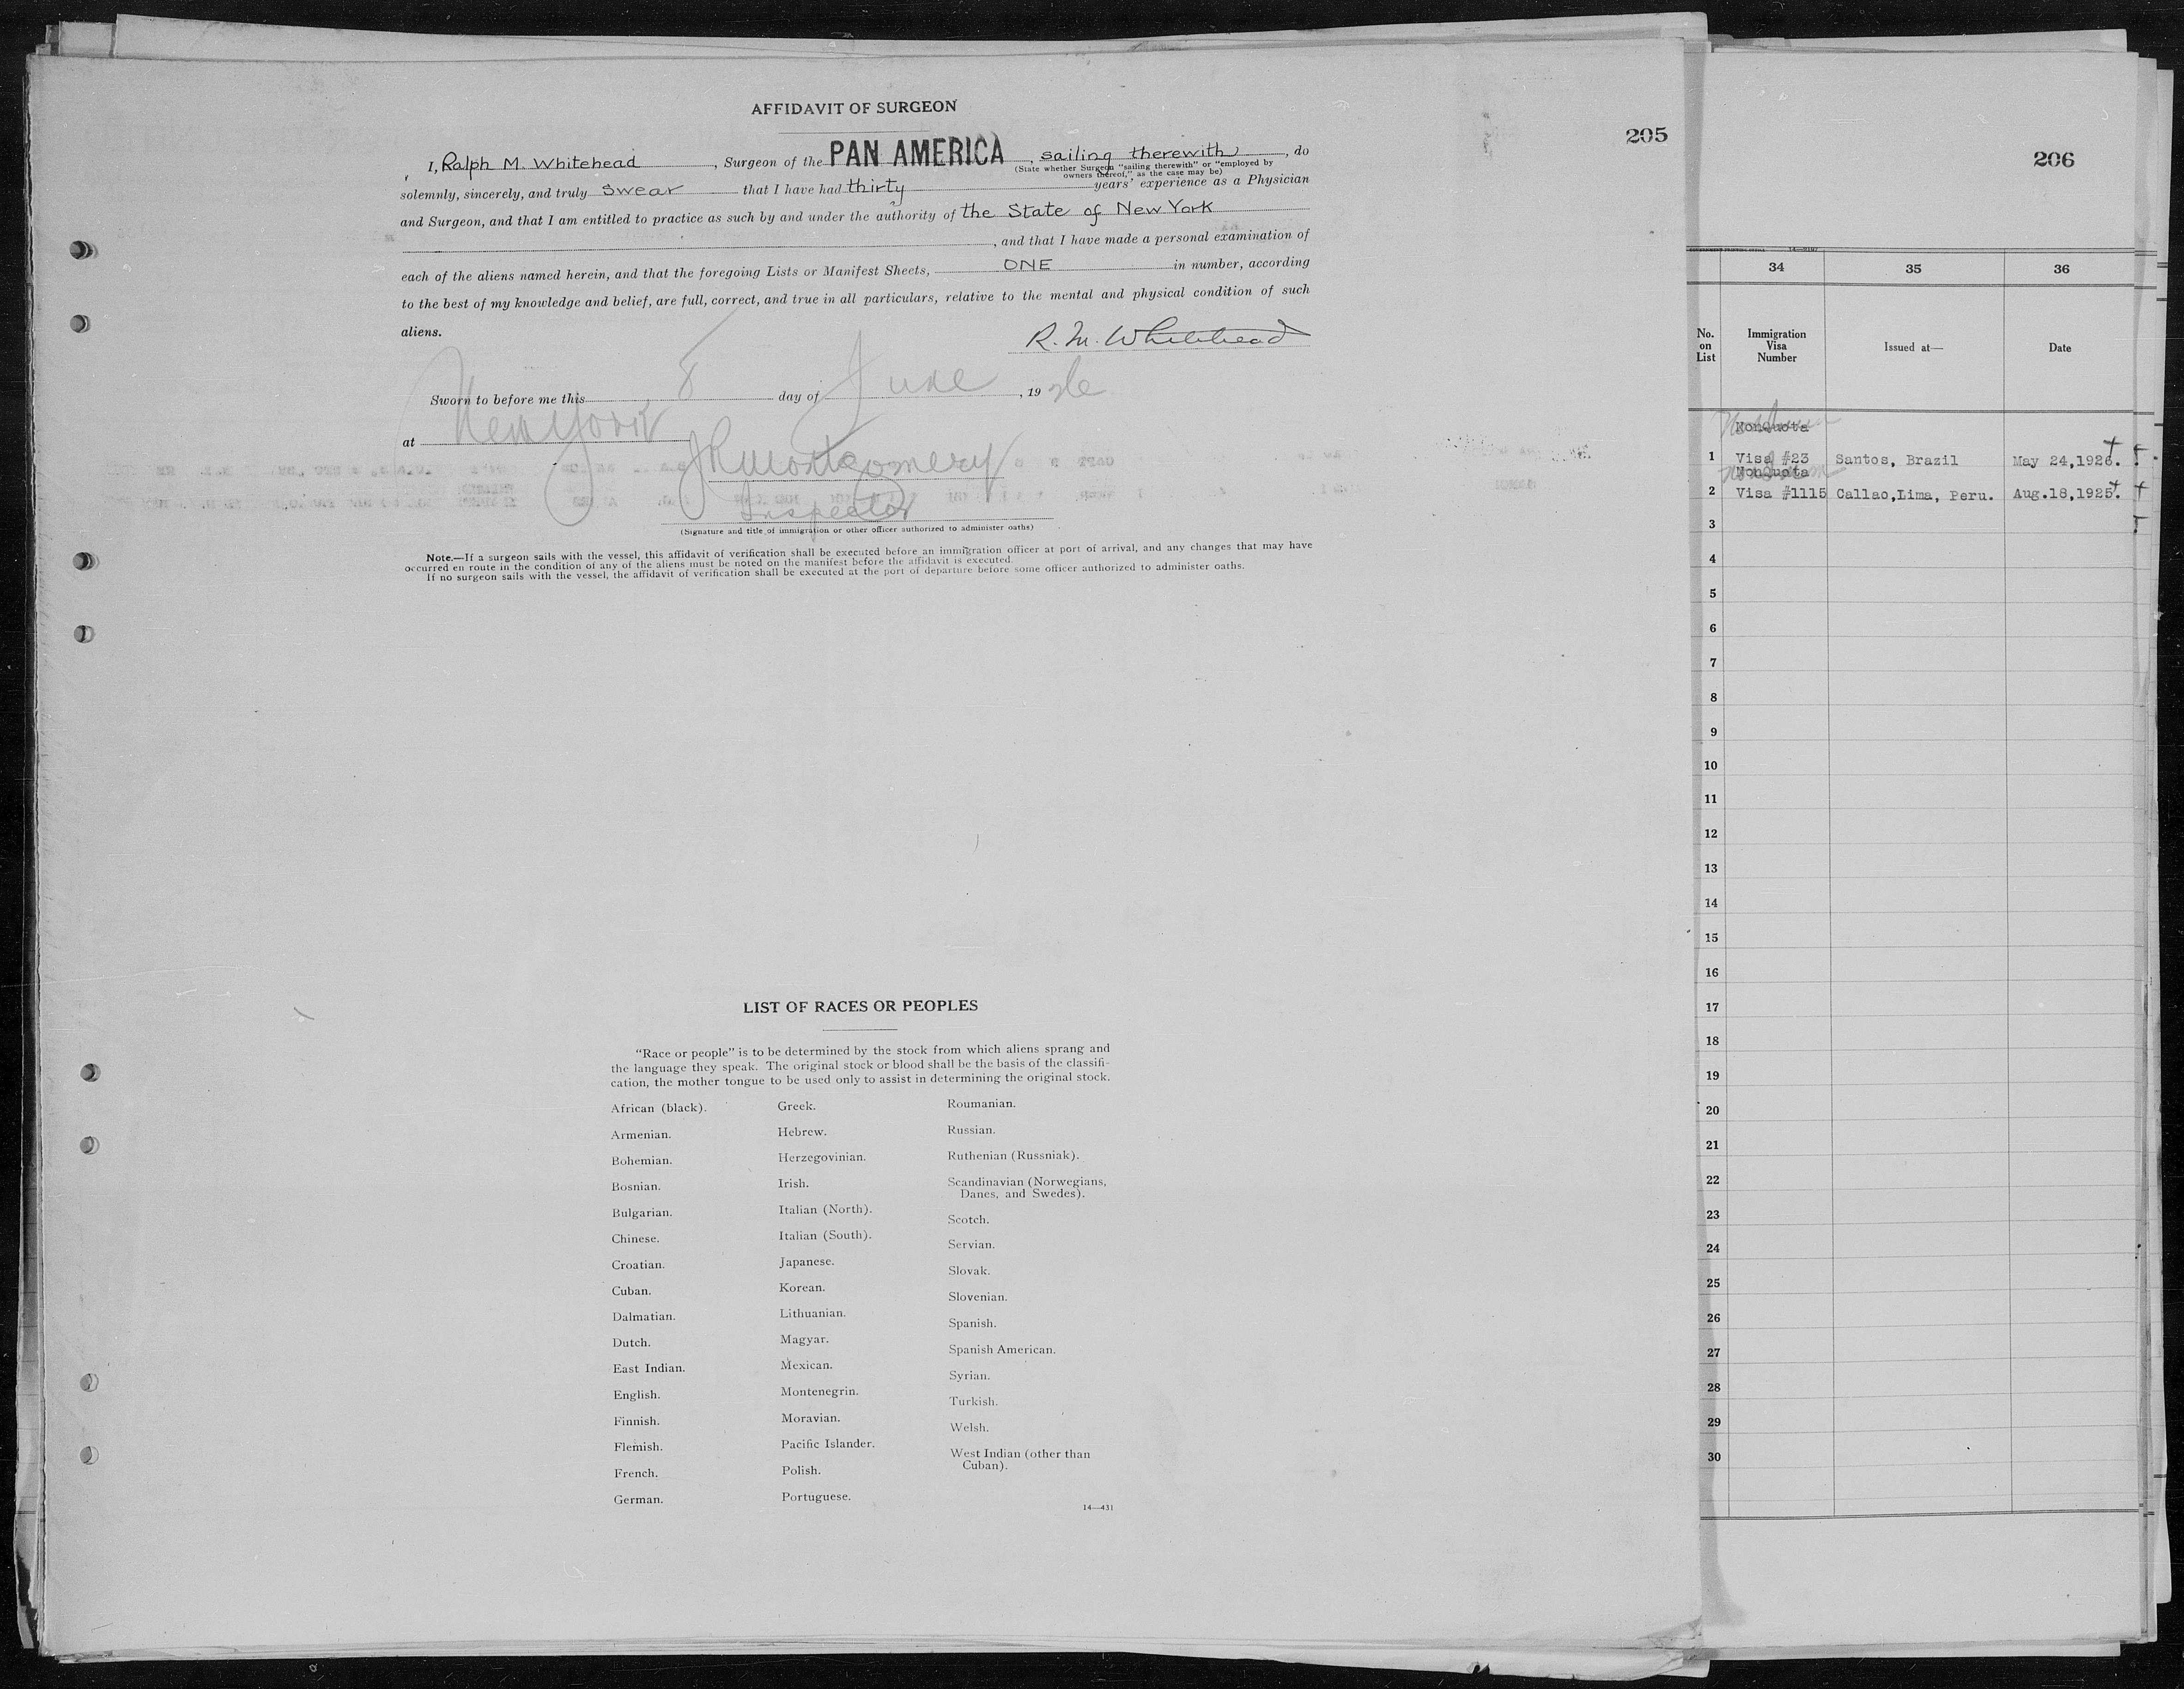 AFFIDAVIT OF SURGEON
205
I, Ralph M. Whitehead, Surgeon of the PAN AMERICA, sailing therewith, do
(State whether Surgeon "sailing therewith" or "employed by
owners thereof," as the case may be)
solemnly, sincerely, and truly swear that I have had thirty years' experience as a Physician
and Surgeon, and that I am entitled to practice as such by and under the authority of the State of New York
, and that I have made a personal examination of
each of the aliens named herein, and that the foregoing Lists or Manifest Sheets, ONE in number, according
to the best of my knowledge and belief, are full, correct, and true in all particulars, relative to the mental and physical condition of such
aliens.
R. M. Whitehead
Sworn to before me this 8 day of June, 1926
at New York
JRMontgomery
Inspector
(Signature and title of immigration or other officer authorized to administer oaths)
Note.—If a surgeon sails with the vessel, this affidavit of verification shall be executed before an immigration officer at port of arrival, and any changes that may have
occurred en route in the condition of any of the aliens must be noted on the manifest before the affidavit is executed.
If no surgeon sails with the vessel, the affidavit of verification shall be executed at the port of departure before some officer authorized to administer oaths.
LIST OF RACES OR PEOPLES
"Race or people" is to be determined by the stock from which aliens sprang and
the language they speak. The original stock or blood shall be the basis of the classifi-
cation, the mother tongue to be used only to assist in determining the original stock.
African (black).
Armenian.
Bohemian.
Bosnian.
Bulgarian.
Chinese.
Croatian.
Cuban.
Dalmatian.
Dutch.
East Indian.
English.
Finnish.
Flemish.
French.
German.
Greek.
Hebrew.
Herzegovinian.
Irish.
Italian (North).
Italian (South).
Japanese.
Korean.
Lithuanian.
Magyar.
Mexican.
Montenegrin.
Moravian.
Pacific Islander.
Polish.
Portuguese.
Roumanian.
Russian.
Ruthenian (Russniak).
Scandinavian (Norwegians,
Danes, and Swedes).
Scotch.
Servian.
Slovak.
Slovenian.
Spanish.
Spanish American.
Syrian.
Turkish.
Welsh.
West Indian (other than
Cuban).
14—431
206
34 35 36
No.
on
List
Immigration
Visa
Number
Issued at—
Date
Nonquota
1 Visa #23 Santos, Brazil May 24,1926.
Nonquota
2 Visa #1115 Callao,Lima, Peru. Aug.18,1925.
3
4
5
6
7
8
9
10
11
12
13
14
15
16
17
18
19
20
21
22
23
24
25
26
27
28
29
30